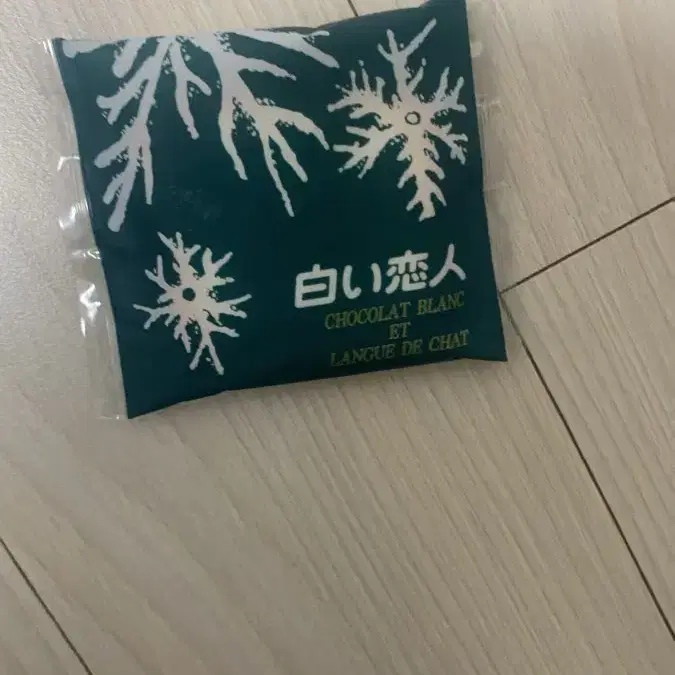 白い恋人
CHOCOLAT BLANC
ET
LANGUE DE CHAT